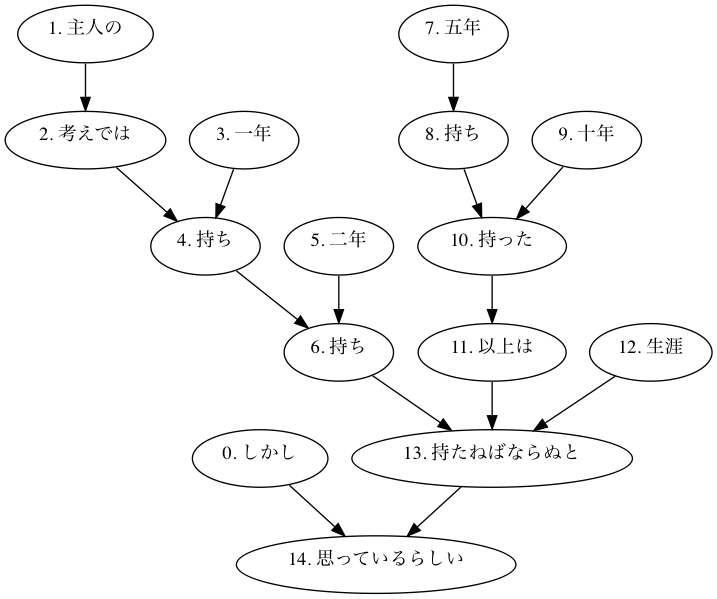 1. 主人の
7. 五年
2. 考えでは
3. 一年
8. 持ち
9. 十年
4. 持ち
5. 二年
10. 持った
6. 持ち
11. 以上は
12. 生涯
0. しかし
13. 持たねばならぬと
14. 思っているらしい